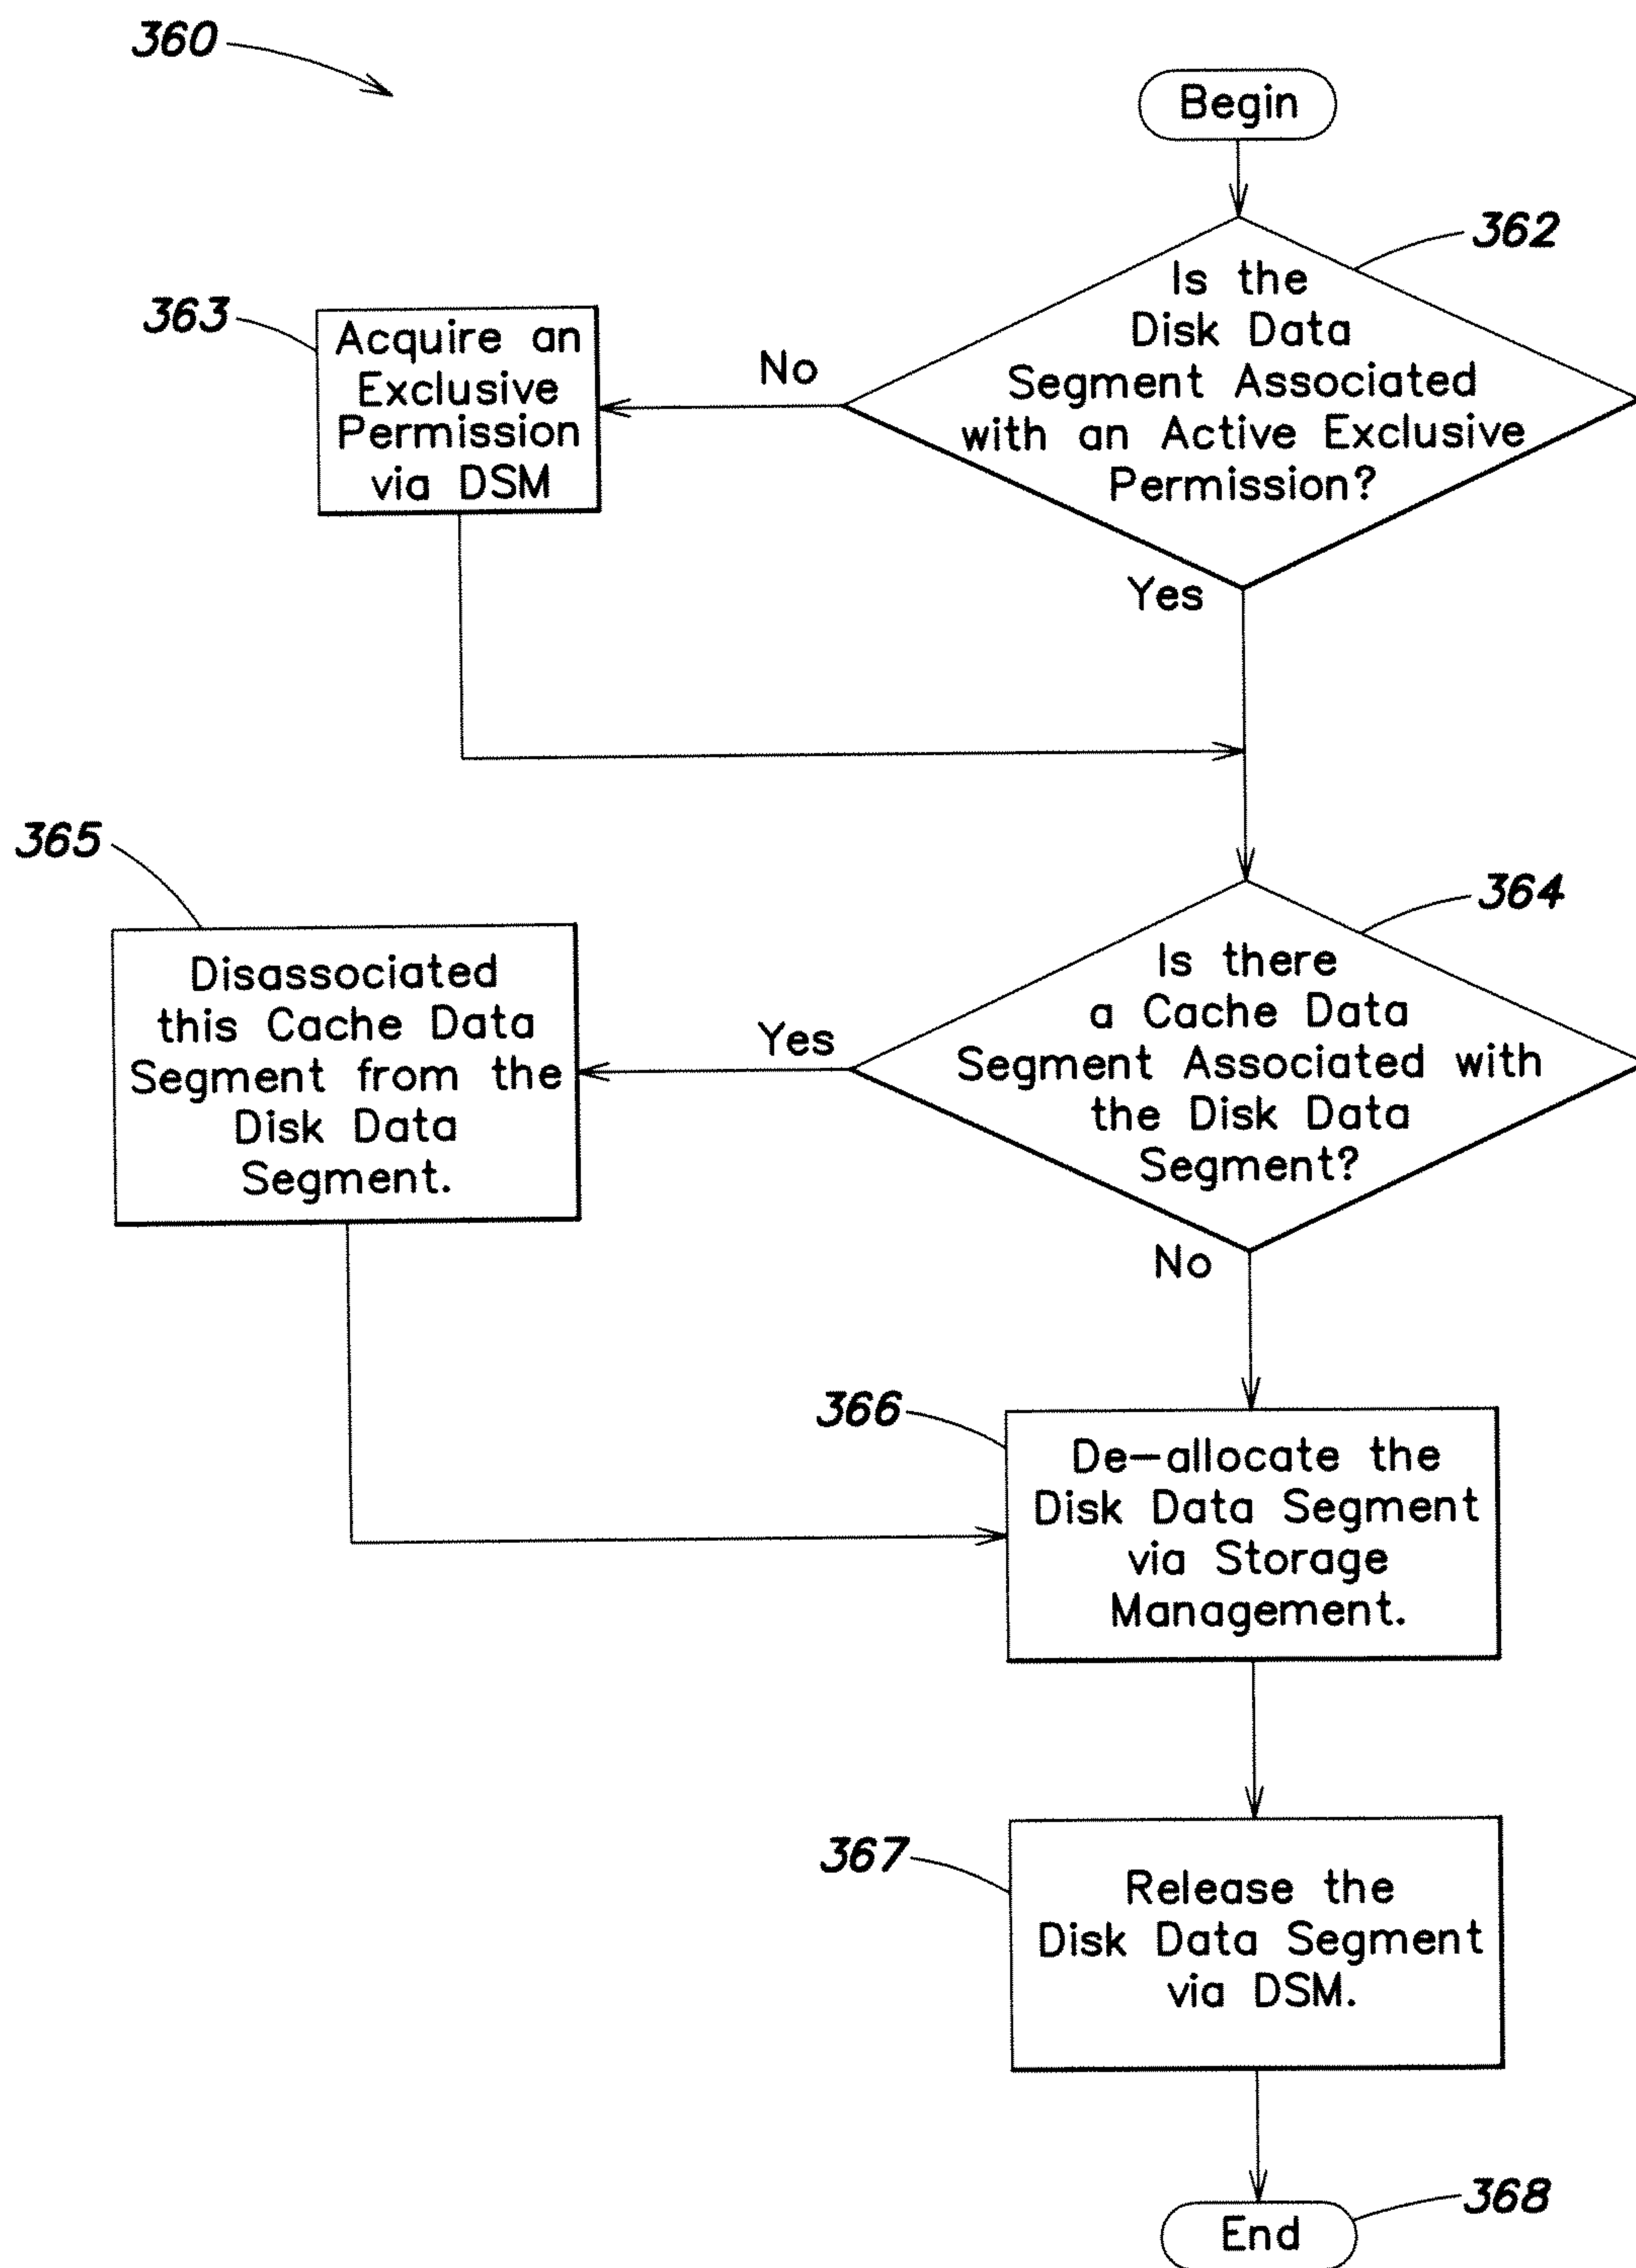 360
Begin
362
Is the
Disk Data
Segment Associated
with an Active Exclusive
Permission?
No
Yes
363
Acquire an
Exclusive
Permission
via DSM
364
Is there
a Cache Data
Segment Associated with
the Disk Data
Segment?
Yes
No
365
Disassociated
this Cache Data
Segment from the
Disk Data
Segment.
366
De-allocate the
Disk Data Segment
via Storage
Management.
367
Release the
Disk Data Segment
via DSM.
368
End